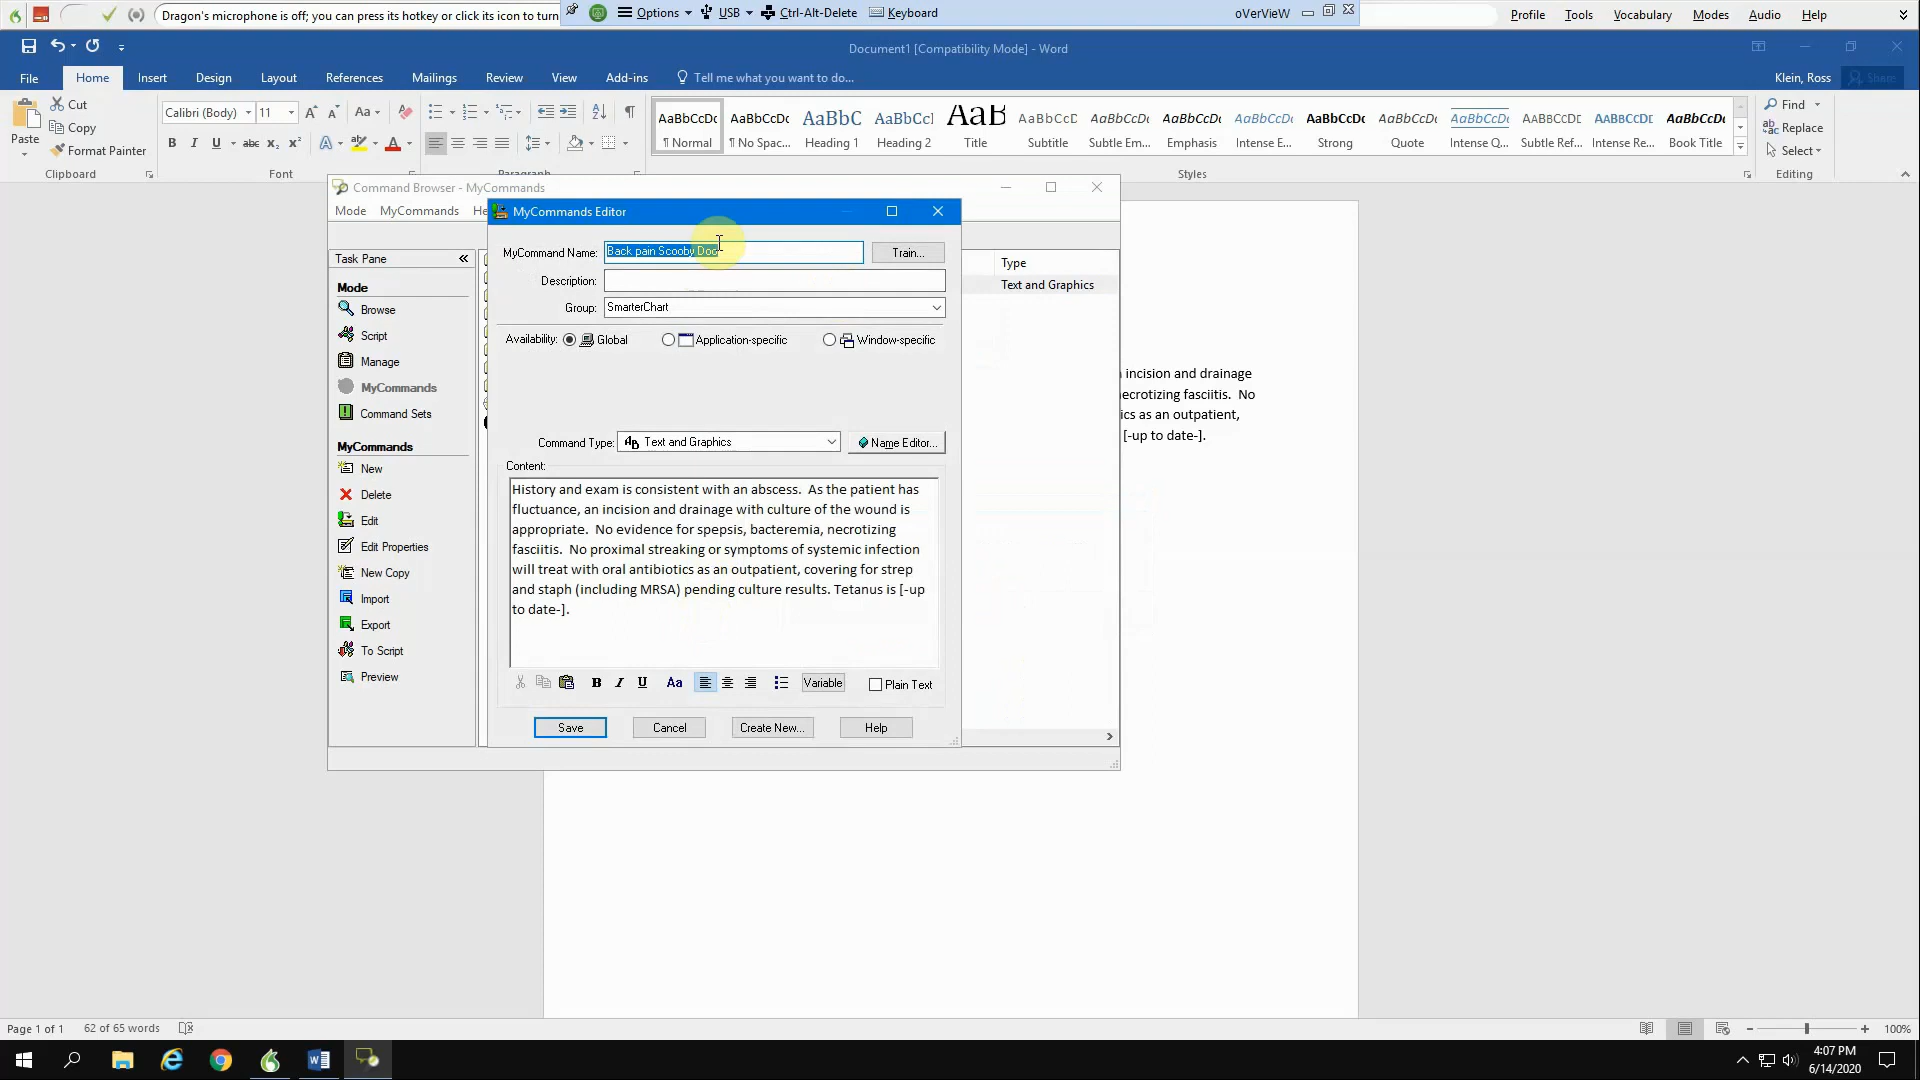 Dragon's microphone is off; you can press its hotkey or click its icon to turn
Options
USB
Ctrl-Alt-Delete
Keyboard
oVerVieW
Profile
Tools
Vocabulary
Modes
Audio
Help
Document1 [Compatibility Mode] - Word
File
Home
Insert
Design
Layout
References
Mailings
Review
View
Add-ins
Tell me what you want to do...
Klein, Ross
Share
Paste
Cut
Copy
Format Painter
Clipboard
Calibri (Body)
11
Font
Paragraph
AaBbCcDc
¶ Normal
AaBbCcDc
¶ No Spac...
AaBbC
Heading 1
AaBbCcI
Heading 2
AaB
Title
AaBbCcD
Subtitle
AaBbCcDc
Subtle Em...
AaBbCcDc
Emphasis
AaBbCcDc
Intense E...
AaBbCcDc
Strong
AaBbCcDc
Quote
AaBbCcDc
Intense Q...
AABBCCDC
Subtle Ref...
AABBCCDC
Intense Re...
AaBbCcDc
Book Title
Styles
Find
Replace
Select
Editing
Command Browser - MyCommands
Mode
MyCommands
He
Task Pane
Mode
Browse
Script
Manage
MyCommands
Command Sets
MyCommands
New
Delete
Edit
Edit Properties
New Copy
Import
Export
To Script
Preview
Type
Text and Graphics
MyCommands Editor
MyCommand Name:
Back pain Scooby Doo
Train...
Description:
Group:
SmarterChart
Availability:
Global
Application-specific
Window-specific
Command Type:
Text and Graphics
Name Editor...
Content:
History and exam is consistent with an abscess.  As the patient has
fluctuance, an incision and drainage with culture of the wound is
appropriate.  No evidence for spepsis, bacteremia, necrotizing
fasciitis.  No proximal streaking or symptoms of systemic infection
will treat with oral antibiotics as an outpatient, covering for strep
and staph (including MRSA) pending culture results. Tetanus is [-up
to date-].
B I U Aa
Variable
Plain Text
Save
Cancel
Create New...
Help
incision and drainage
ecrotizing fasciitis.  No
ics as an outpatient,
[-up to date-].
Page 1 of 1
62 of 65 words
100%
4:07 PM
6/14/2020